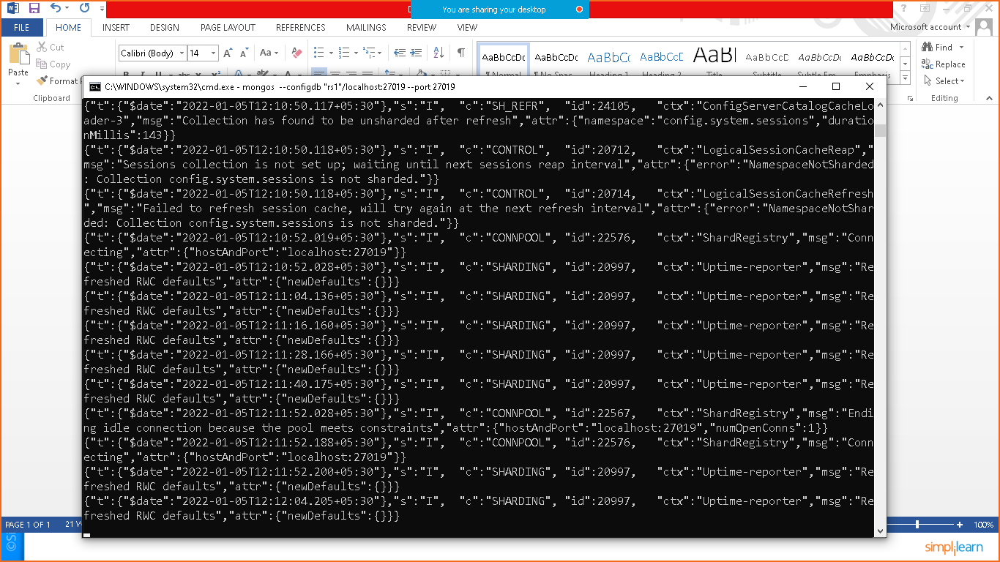 You are sharing your desktop
?
FILE HOME INSERT DESIGN PAGE LAYOUT REFERENCES MAILINGS REVIEW VIEW
Microsoft account
Cut
Copy
Format
Paste
Clipboard
Calibri (Body) 14 Aa
AaBbCcDc AaBbCcDc AaBbCc AaBbCcD AaBl AaBbCcD AaBbCcDc AaBbCcDc
Find
Replace
Select
Editing
C:\WINDOWS\system32\cmd.exe - mongos --configdb "rs1"/localhost:27019 --port 27019
{"t":{"$date":"2022-01-05T12:10:50.117+05:30"},"s":"I", "c":"SH_REFR", "id":24105, "ctx":"ConfigServerCatalogCacheLo
ader-3","msg":"Collection has found to be unsharded after refresh","attr":{"namespace":"config.system.sessions","duratio
nMillis":143}}
{"t":{"$date":"2022-01-05T12:10:50.118+05:30"},"s":"I", "c":"CONTROL", "id":20712, "ctx":"LogicalSessionCacheReap","
msg":"Sessions collection is not set up; waiting until next sessions reap interval","attr":{"error":"NamespaceNotSharded
: Collection config.system.sessions is not sharded."}}
{"t":{"$date":"2022-01-05T12:10:50.118+05:30"},"s":"I", "c":"CONTROL", "id":20714, "ctx":"LogicalSessionCacheRefresh
","msg":"Failed to refresh session cache, will try again at the next refresh interval","attr":{"error":"NamespaceNotShar
ded: Collection config.system.sessions is not sharded."}}
{"t":{"$date":"2022-01-05T12:10:52.019+05:30"},"s":"I", "c":"CONNPOOL", "id":22576, "ctx":"ShardRegistry","msg":"Conn
ecting","attr":{"hostAndPort":"localhost:27019"}}
{"t":{"$date":"2022-01-05T12:10:52.028+05:30"},"s":"I", "c":"SHARDING", "id":20997, "ctx":"Uptime-reporter","msg":"Re
freshed RWC defaults","attr":{"newDefaults":{}}}
{"t":{"$date":"2022-01-05T12:11:04.136+05:30"},"s":"I", "c":"SHARDING", "id":20997, "ctx":"Uptime-reporter","msg":"Re
freshed RWC defaults","attr":{"newDefaults":{}}}
{"t":{"$date":"2022-01-05T12:11:16.160+05:30"},"s":"I", "c":"SHARDING", "id":20997, "ctx":"Uptime-reporter","msg":"Re
freshed RWC defaults","attr":{"newDefaults":{}}}
{"t":{"$date":"2022-01-05T12:11:28.166+05:30"},"s":"I", "c":"SHARDING", "id":20997, "ctx":"Uptime-reporter","msg":"Re
freshed RWC defaults","attr":{"newDefaults":{}}}
{"t":{"$date":"2022-01-05T12:11:40.175+05:30"},"s":"I", "c":"SHARDING", "id":20997, "ctx":"Uptime-reporter","msg":"Re
freshed RWC defaults","attr":{"newDefaults":{}}}
{"t":{"$date":"2022-01-05T12:11:52.028+05:30"},"s":"I", "c":"CONNPOOL", "id":22567, "ctx":"ShardRegistry","msg":"Endi
ng idle connection because the pool meets constraints","attr":{"hostAndPort":"localhost:27019","numOpenConns":1}}
{"t":{"$date":"2022-01-05T12:11:52.188+05:30"},"s":"I", "c":"CONNPOOL", "id":22576, "ctx":"ShardRegistry","msg":"Conn
ecting","attr":{"hostAndPort":"localhost:27019"}}
{"t":{"$date":"2022-01-05T12:11:52.200+05:30"},"s":"I", "c":"SHARDING", "id":20997, "ctx":"Uptime-reporter","msg":"Re
freshed RWC defaults","attr":{"newDefaults":{}}}
{"t":{"$date":"2022-01-05T12:12:04.205+05:30"},"s":"I", "c":"SHARDING", "id":20997, "ctx":"Uptime-reporter","msg":"Re
freshed RWC defaults","attr":{"newDefaults":{}}}
PAGE 1 OF 1 21 100%
©Si
simplilearn